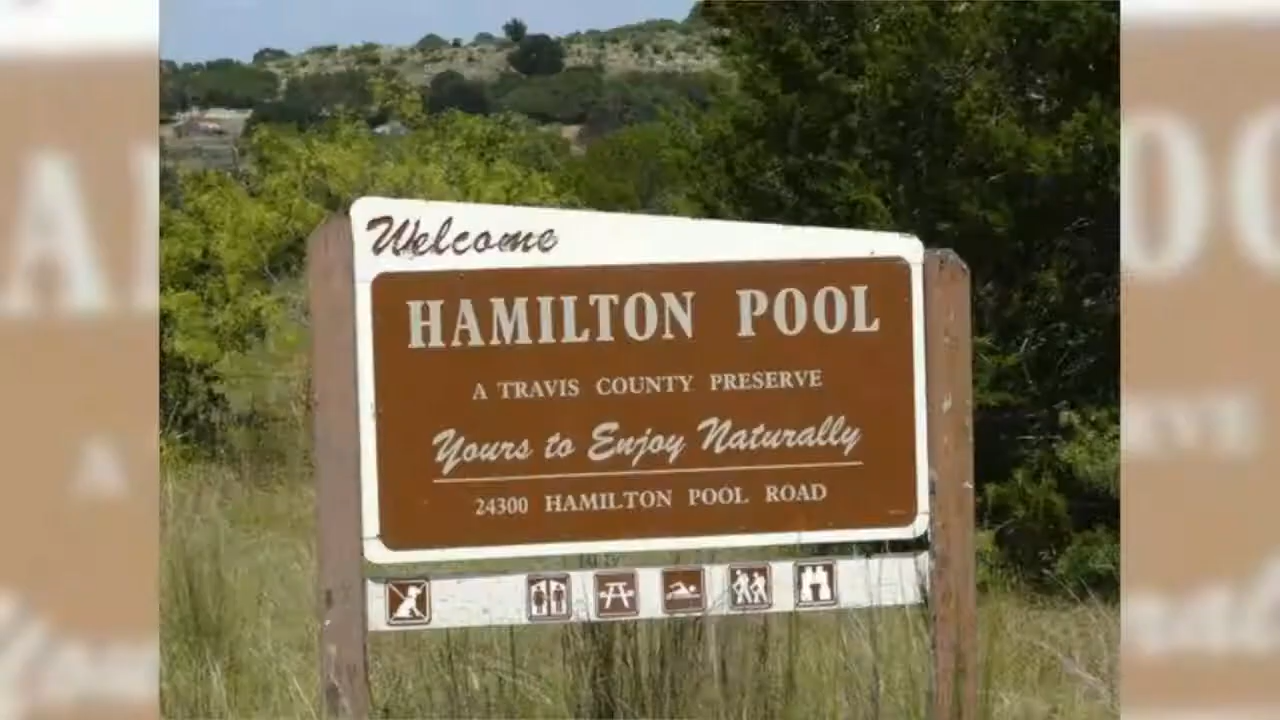 Welcome
HAMILTON POOL
A TRAVIS COUNTY PRESERVE
Yours to Enjoy Naturally
24300 HAMILTON POOL ROAD